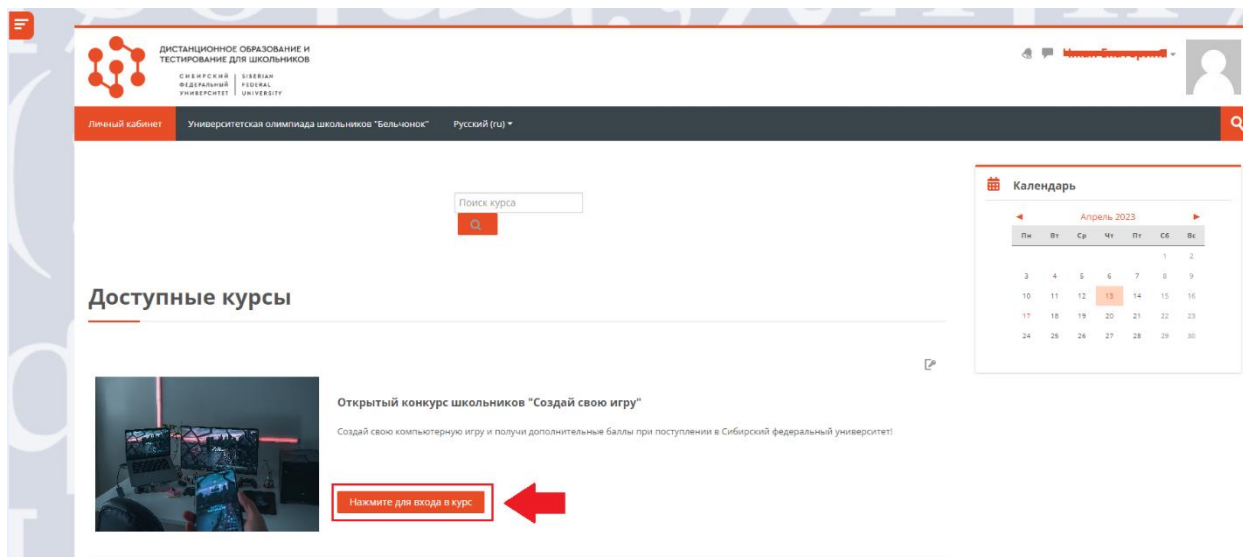 ДИСТАНЦИОННОЕ ОБРАЗОВАНИЕ И
ТЕСТИРОВАНИЕ ДЛЯ ШКОЛЬНИКОВ
СИБИРСКИЙ | SIBERIAN
ФЕДЕРАЛЬНЫЙ | FEDERAL
УНИВЕРСИТЕТ | UNIVERSITY
Личный кабинет Университетская олимпиада школьников "Бельчонок" Русский (ru)
Поиск курса
Календарь
Апрель 2023
Пн Вт Ср Чт Пт Сб Вс
1 2
3 4 5 6 7 8 9
10 11 12 13 14 15 16
17 18 19 20 21 22 23
24 25 26 27 28 29 30
Доступные курсы
Открытый конкурс школьников "Создай свою игру"
Создай свою компьютерную игру и получи дополнительные баллы при поступлении в Сибирский федеральный университет!
Нажмите для входа в курс